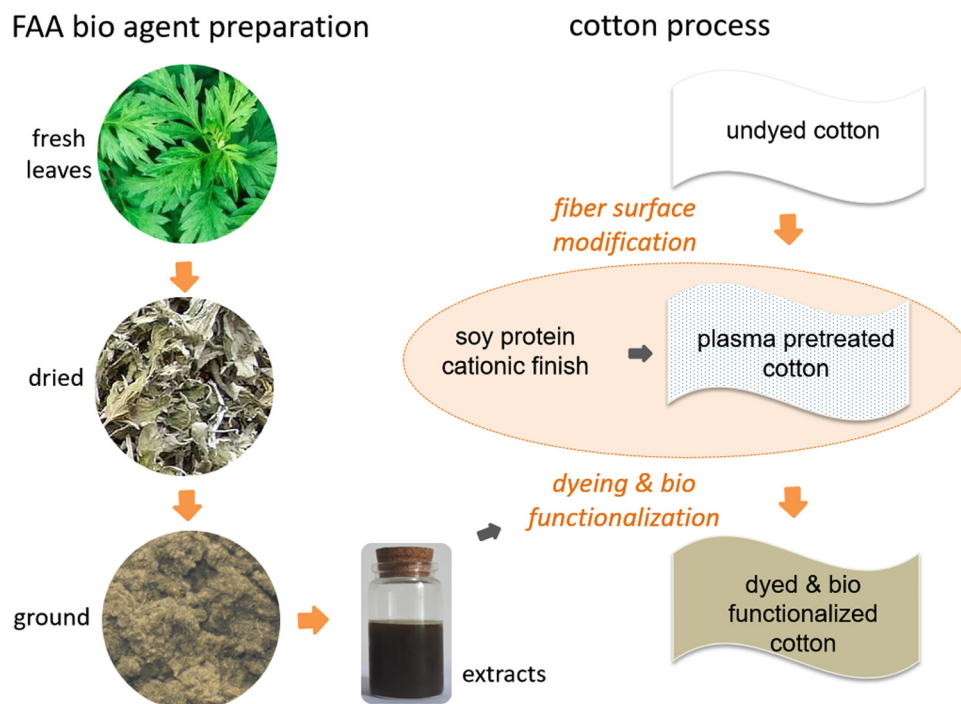 FAA bio agent preparation
fresh
leaves
dried
ground
extracts
cotton process
undyed cotton
fiber surface
modification
soy protein
cationic finish
plasma pretreated
cotton
dyeing & bio
functionalization
dyed & bio
functionalized
cotton